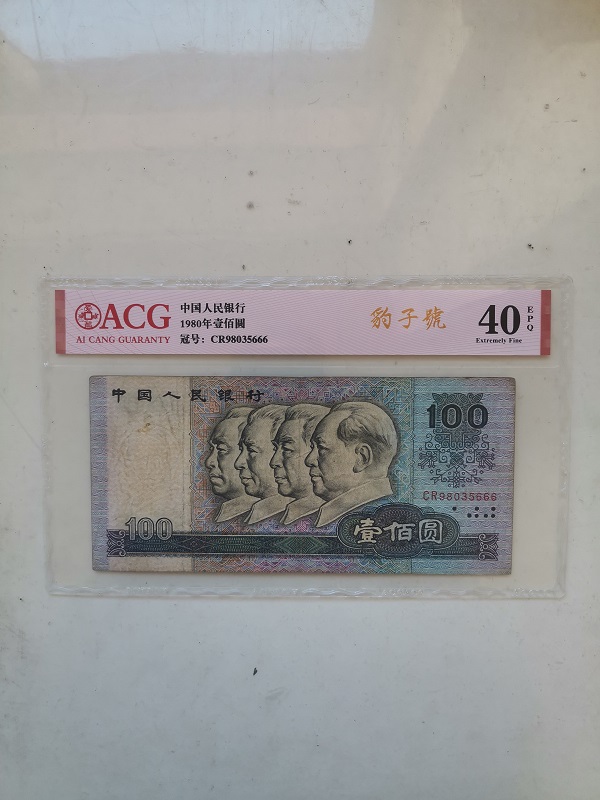 ACG
AI CANG GUARANTY
中国人民银行
1980年壹佰圆
冠号: CR98035666
豹子號
40
EPQ
Extremely Fine
中国人民银行
100
CR98035666
100
壹佰圆